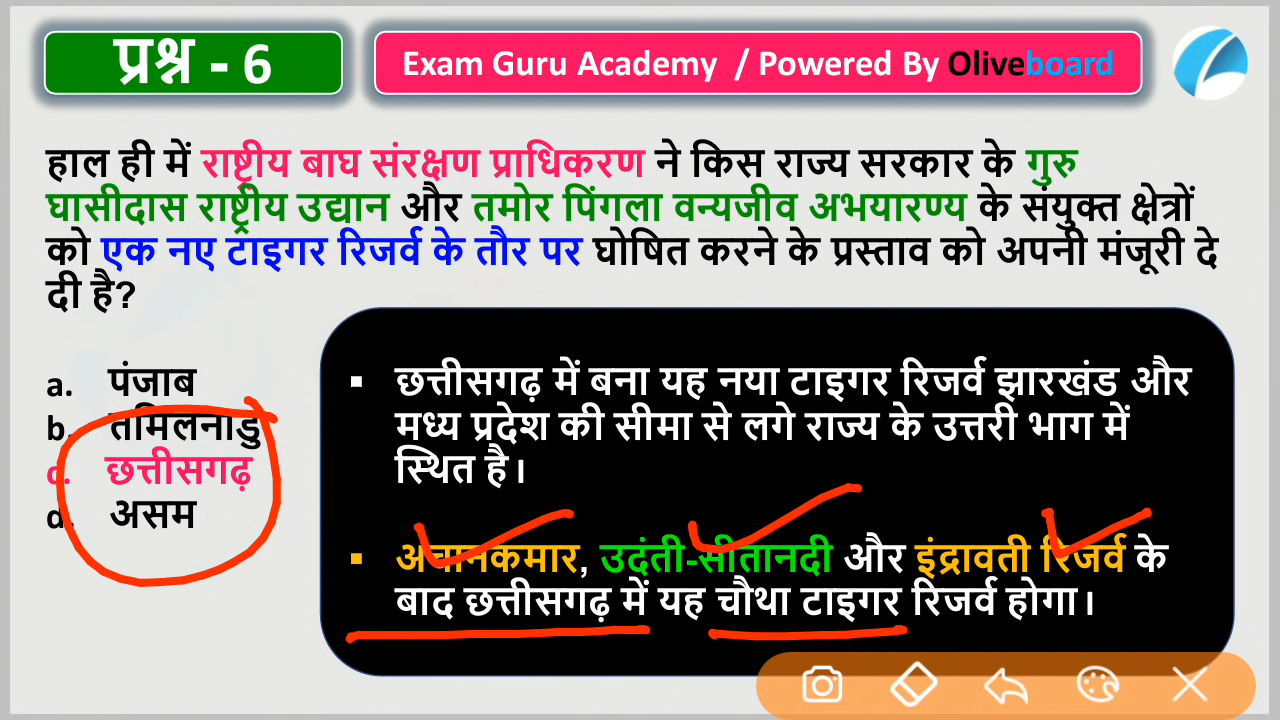 प्रश्न - 6
Exam Guru Academy / Powered By Oliveboard
हाल ही में राष्ट्रीय बाघ संरक्षण प्राधिकरण ने किस राज्य सरकार के गुरु
घासीदास राष्ट्रीय उद्यान और तमोर पिंगला वन्यजीव अभयारण्य के संयुक्त क्षेत्रों
को एक नए टाइगर रिजर्व के तौर पर घोषित करने के प्रस्ताव को अपनी मंजूरी दे
दी है?
a. पंजाब
b. तमिलनाडु
c. छत्तीसगढ़
d. असम
▪ छत्तीसगढ़ में बना यह नया टाइगर रिजर्व झारखंड और
मध्य प्रदेश की सीमा से लगे राज्य के उत्तरी भाग में
स्थित है।
▪ अचानकमार, उदंती-सीतानदी और इंद्रावती रिजर्व के
बाद छत्तीसगढ़ में यह चौथा टाइगर रिजर्व होगा।